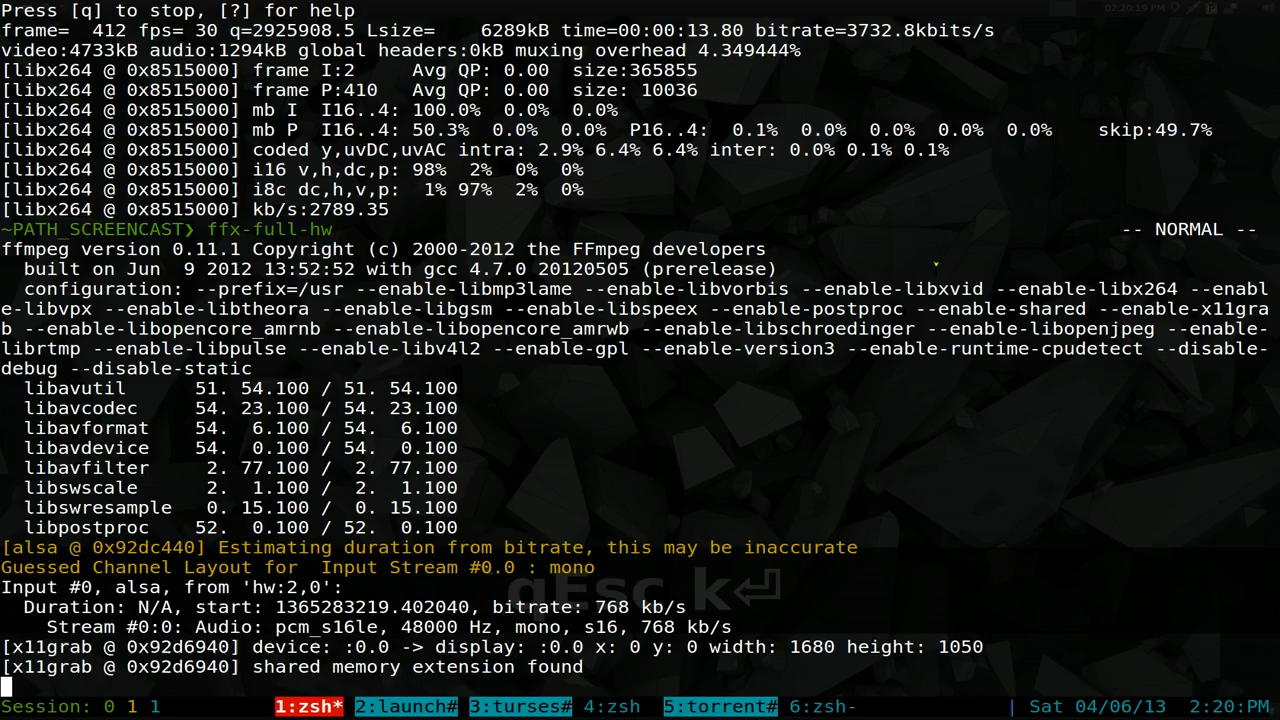 Press [q] to stop, [?] for help
02:20:19 PM
frame=  412 fps= 30 q=2925908.5 Lsize=    6289kB time=00:00:13.80 bitrate=3732.8kbits/s
video:4733kB audio:1294kB global headers:0kB muxing overhead 4.349444%
[libx264 @ 0x8515000] frame I:2     Avg QP: 0.00  size:365855
[libx264 @ 0x8515000] frame P:410   Avg QP: 0.00  size: 10036
[libx264 @ 0x8515000] mb I  I16..4: 100.0%  0.0%  0.0%
[libx264 @ 0x8515000] mb P  I16..4: 50.3%  0.0%  0.0%  P16..4:  0.1%  0.0%  0.0%  0.0%  0.0%    skip:49.7%
[libx264 @ 0x8515000] coded y,uvDC,uvAC intra: 2.9% 6.4% 6.4% inter: 0.0% 0.1% 0.1%
[libx264 @ 0x8515000] i16 v,h,dc,p: 98%  2%  0%  0%
[libx264 @ 0x8515000] i8c dc,h,v,p:  1% 97%  2%  0%
[libx264 @ 0x8515000] kb/s:2789.35
~PATH_SCREENCAST❯ ffx-full-hw -- NORMAL --
ffmpeg version 0.11.1 Copyright (c) 2000-2012 the FFmpeg developers
  built on Jun  9 2012 13:52:52 with gcc 4.7.0 20120505 (prerelease)
  configuration: --prefix=/usr --enable-libmp3lame --enable-libvorbis --enable-libxvid --enable-libx264 --enabl
e-libvpx --enable-libtheora --enable-libgsm --enable-libspeex --enable-postproc --enable-shared --enable-x11gra
b --enable-libopencore_amrnb --enable-libopencore_amrwb --enable-libschroedinger --enable-libopenjpeg --enable-
librtmp --enable-libpulse --enable-libv4l2 --enable-gpl --enable-version3 --enable-runtime-cpudetect --disable-
debug --disable-static
  libavutil      51. 54.100 / 51. 54.100
  libavcodec     54. 23.100 / 54. 23.100
  libavformat    54.  6.100 / 54.  6.100
  libavdevice    54.  0.100 / 54.  0.100
  libavfilter     2. 77.100 /  2. 77.100
  libswscale      2.  1.100 /  2.  1.100
  libswresample   0. 15.100 /  0. 15.100
  libpostproc    52.  0.100 / 52.  0.100
[alsa @ 0x92dc440] Estimating duration from bitrate, this may be inaccurate
Guessed Channel Layout for  Input Stream #0.0 : mono
qEsc k⏎
Input #0, alsa, from 'hw:2,0':
  Duration: N/A, start: 1365283219.402040, bitrate: 768 kb/s
    Stream #0:0: Audio: pcm_s16le, 48000 Hz, mono, s16, 768 kb/s
[x11grab @ 0x92d6940] device: :0.0 -> display: :0.0 x: 0 y: 0 width: 1680 height: 1050
[x11grab @ 0x92d6940] shared memory extension found
Session: 0 1 1 1:zsh* 2:launch# 3:turses# 4:zsh 5:torrent# 6:zsh- | Sat 04/06/13 2:20:PM